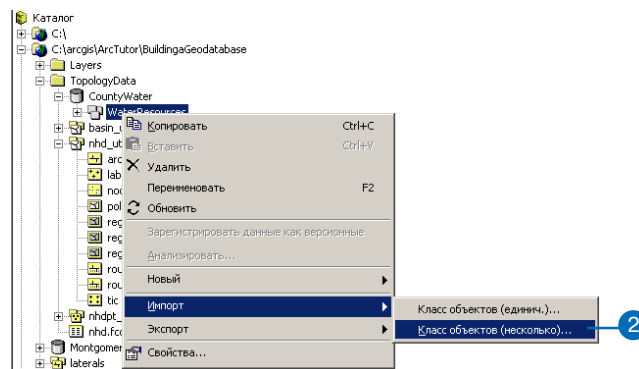 Каталог
C:\
C:\arcgis\ArcTutor\BuildingaGeodatabase
Layers
TopologyData
CountyWater
WaterResources
basin_u
nhd_ut
arc
lab
noc
pol
reg
reg
reg
rou
rou
tic
nhdpt_
nhd.fcc
Montgomer
laterals
Копировать Ctrl+C
Вставить Ctrl+V
Удалить
Переименовать F2
Обновить
Зарегистрировать данные как версионные
Анализировать...
Новый
Импорт
Экспорт
Свойства...
Класс объектов (единич.)...
Класс объектов (несколько)...
2